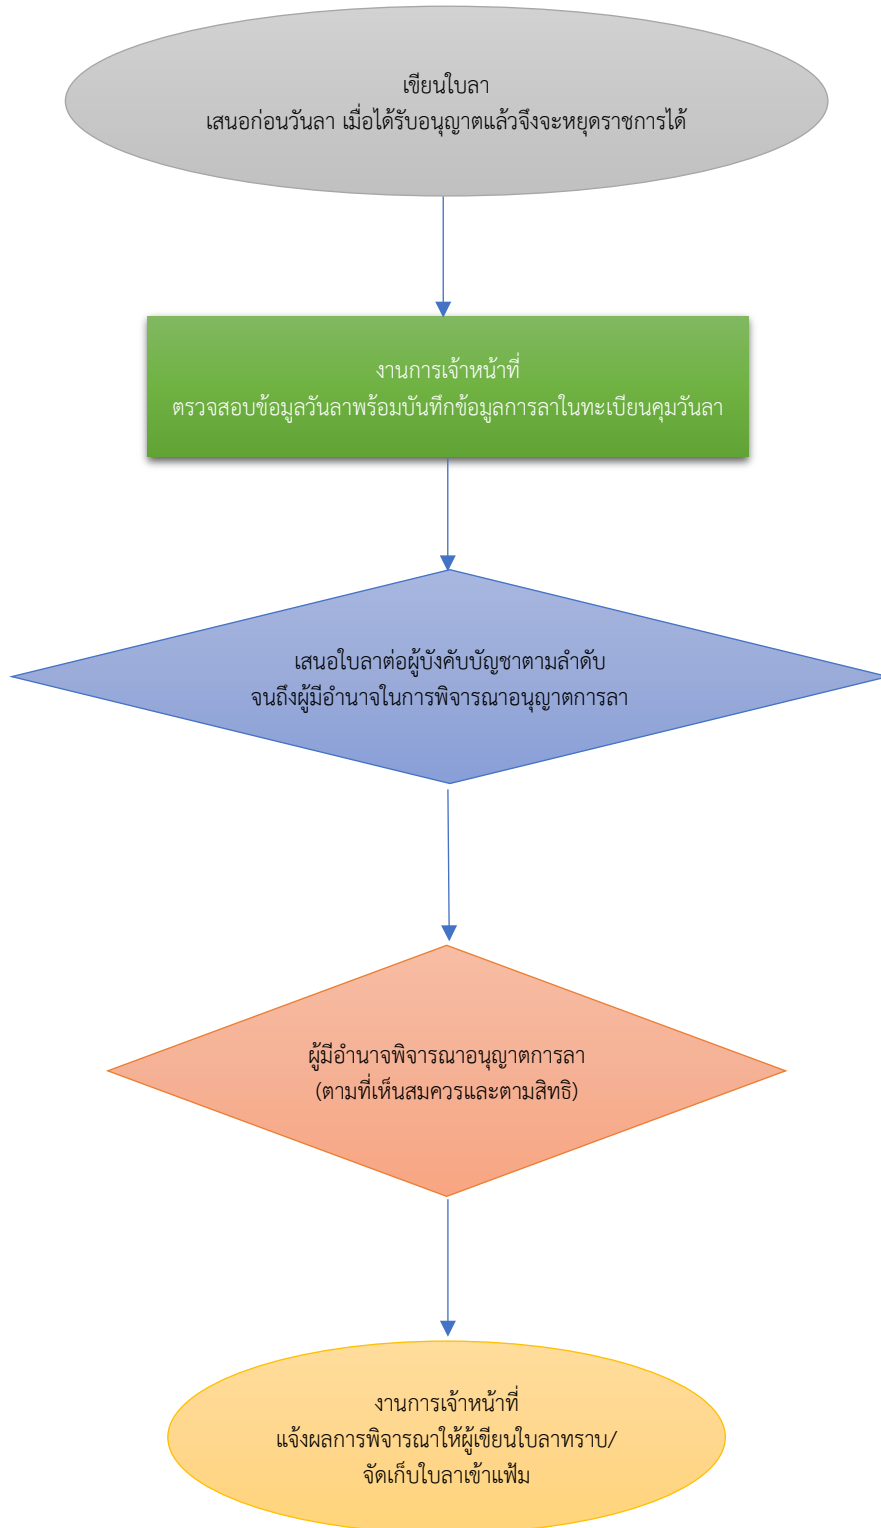 เขียนใบลา
เสนอก่อนวันลา เมื่อได้รับอนุญาตแล้วจึงจะหยุดราชการได้
งานการเจ้าหน้าที่
ตรวจสอบข้อมูลวันลาพร้อมบันทึกข้อมูลการลาในทะเบียนคุมวันลา
เสนอใบลาต่อผู้บังคับบัญชาตามลำดับ
จนถึงผู้มีอำนาจในการพิจารณาอนุญาตการลา
ผู้มีอำนาจพิจารณาอนุญาตการลา
(ตามที่เห็นสมควรและตามสิทธิ)
งานการเจ้าหน้าที่
แจ้งผลการพิจารณาให้ผู้เขียนใบลาทราบ/
จัดเก็บใบลาเข้าแฟ้ม